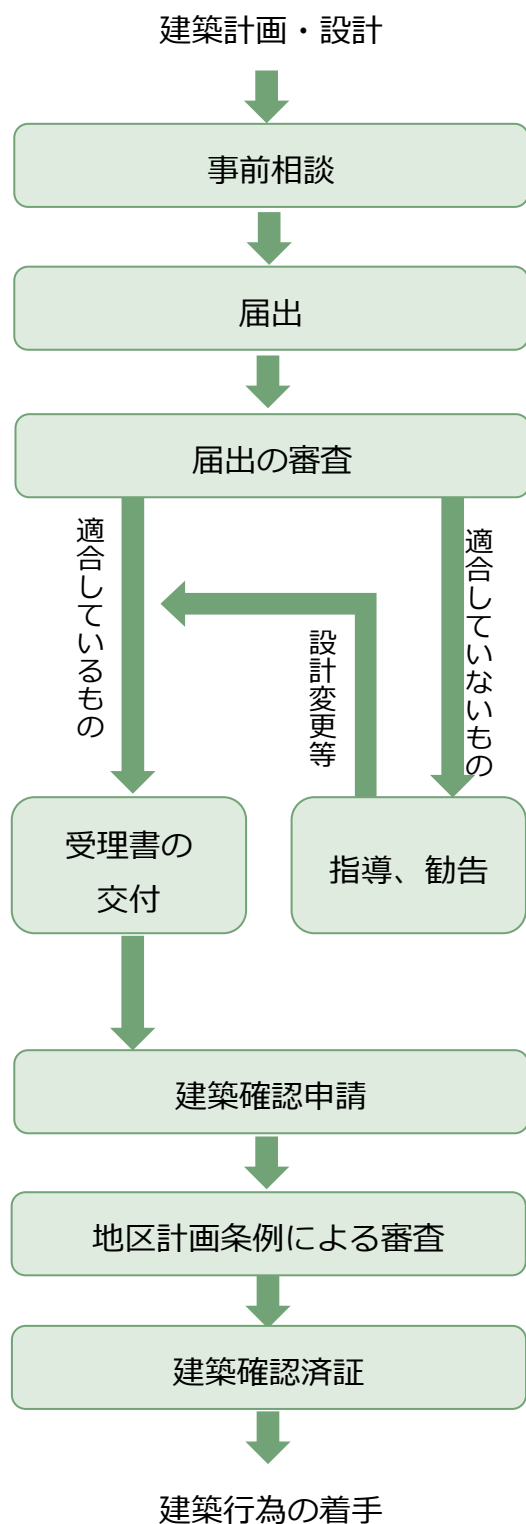 建築計画・設計
事前相談
届出
届出の審査
適合しているもの
設計変更等
適合していないもの
受理書の
交付
指導、勧告
建築確認申請
地区計画条例による審査
建築確認済証
建築行為の着手